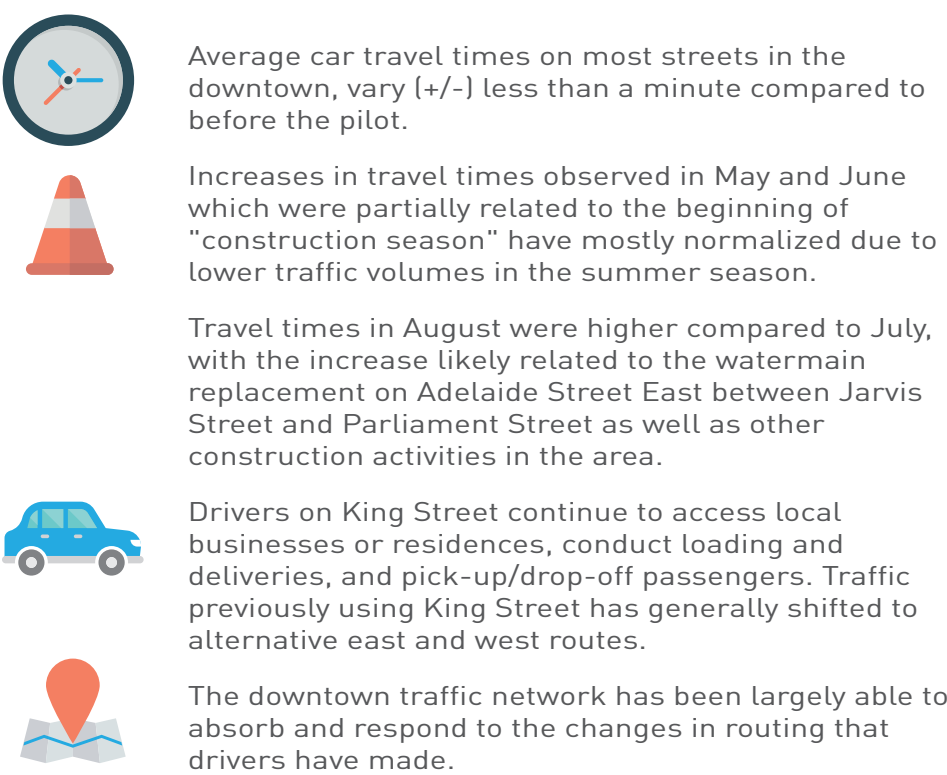 Average car travel times on most streets in the
downtown, vary (+/-) less than a minute compared to
before the pilot.
Increases in travel times observed in May and June
which were partially related to the beginning of
"construction season" have mostly normalized due to
lower traffic volumes in the summer season.
Travel times in August were higher compared to July,
with the increase likely related to the watermain
replacement on Adelaide Street East between Jarvis
Street and Parliament Street as well as other
construction activities in the area.
Drivers on King Street continue to access local
businesses or residences, conduct loading and
deliveries, and pick-up/drop-off passengers. Traffic
previously using King Street has generally shifted to
alternative east and west routes.
The downtown traffic network has been largely able to
absorb and respond to the changes in routing that
drivers have made.